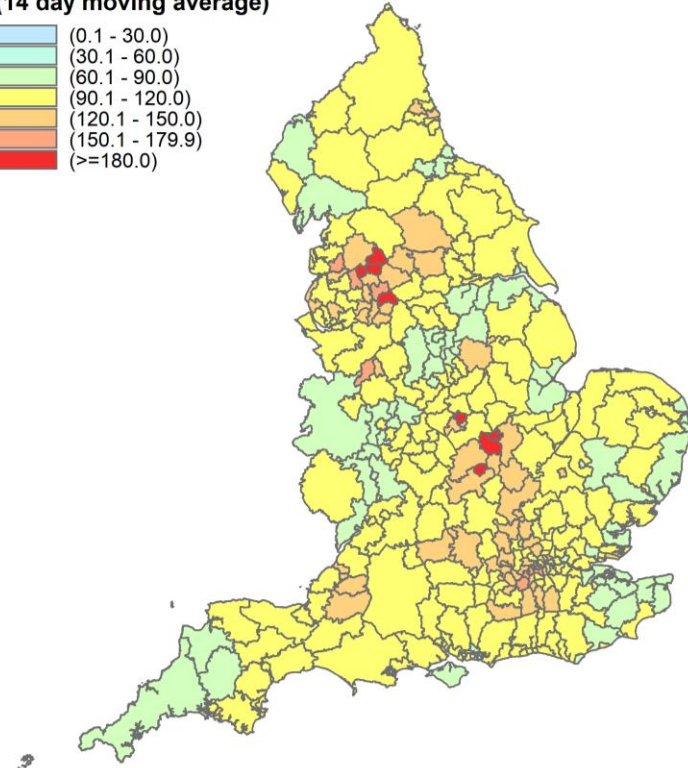 (14 day moving average)
(0.1 - 30.0)
(30.1 - 60.0)
(60.1 - 90.0)
(90.1 - 120.0)
(120.1 - 150.0)
(150.1 - 179.9)
(>=180.0)